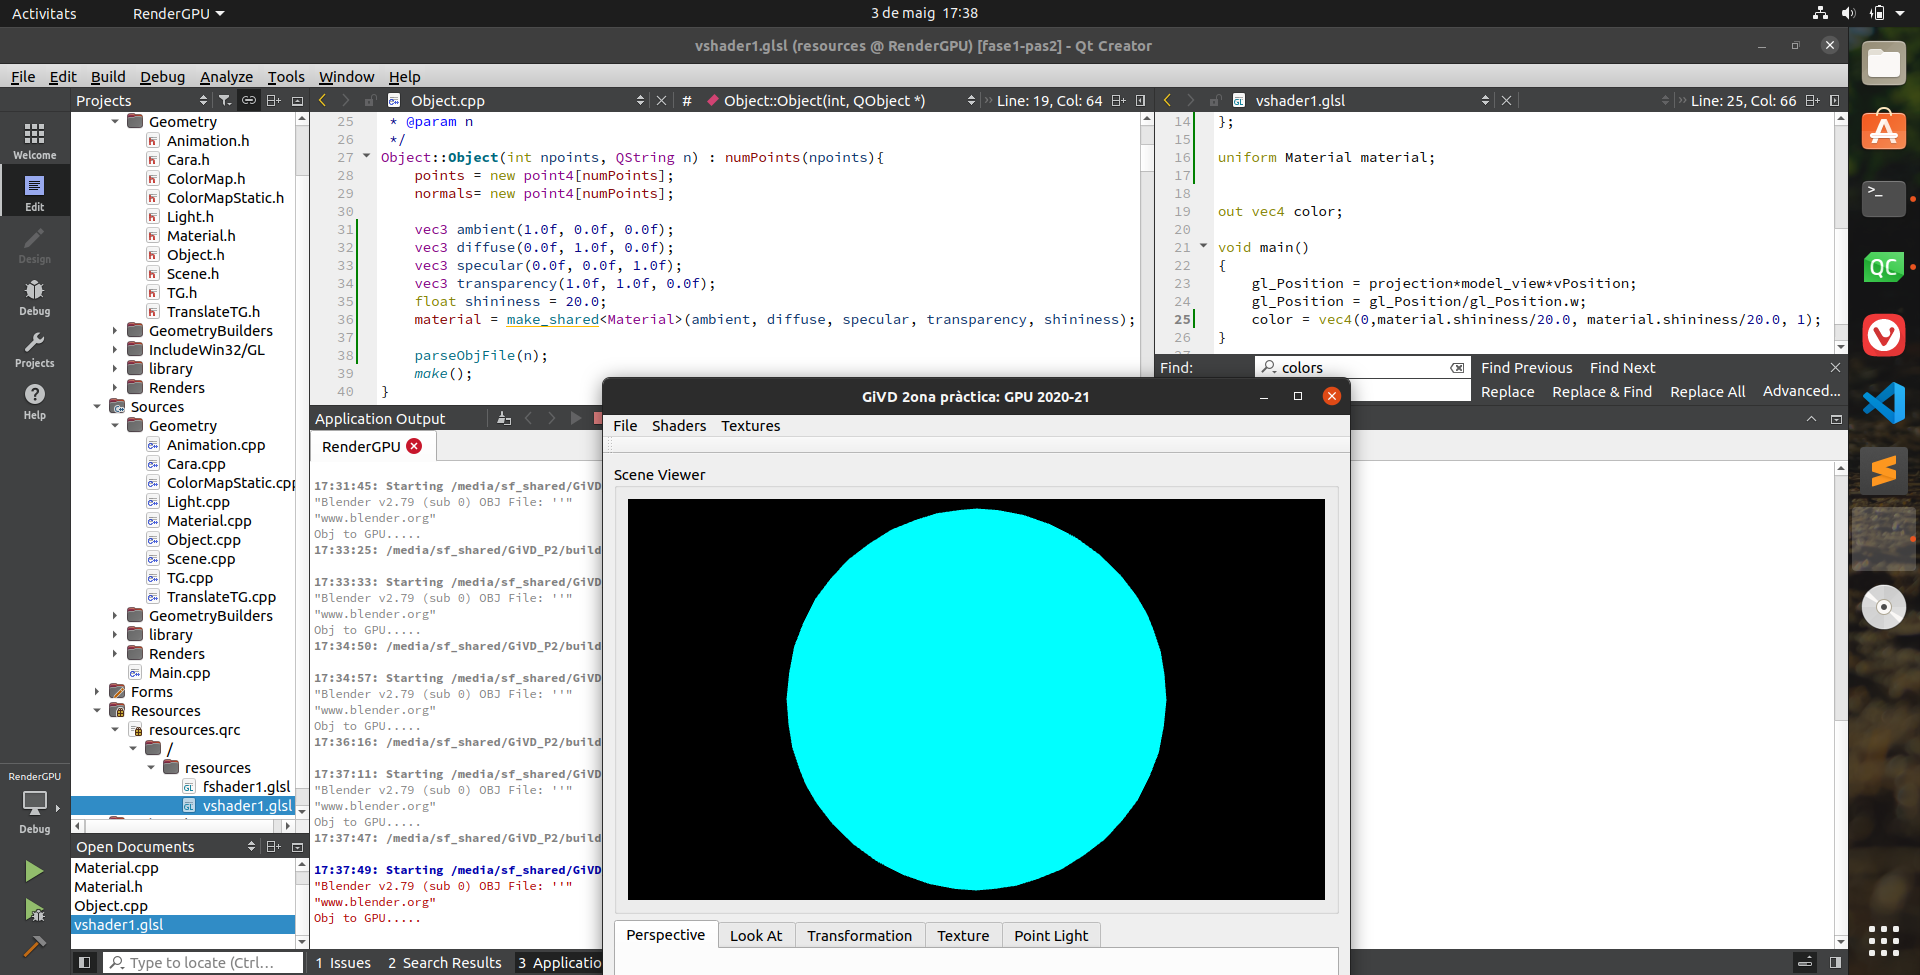 Activitats
RenderGPU
3 de maig 17:38
vshader1.glsl (resources @ RenderGPU) [fase1-pas2] - Qt Creator
File Edit Build Debug Analyze Tools Window Help
Projects
Object.cpp
#
Object::Object(int, QObject *)
Line: 19, Col: 64
vshader1.glsl
Line: 25, Col: 66
Welcome
Edit
Design
Debug
Projects
Help
RenderGPU
Debug
Geometry
Animation.h
Cara.h
ColorMap.h
ColorMapStatic.h
Light.h
Material.h
Object.h
Scene.h
TG.h
TranslateTG.h
GeometryBuilders
IncludeWin32/GL
library
Renders
Sources
Geometry
Animation.cpp
Cara.cpp
ColorMapStatic.cpp
Light.cpp
Material.cpp
Object.cpp
Scene.cpp
TG.cpp
TranslateTG.cpp
GeometryBuilders
library
Renders
Main.cpp
Forms
Resources
resources.qrc
/
resources
fshader1.glsl
vshader1.glsl
Open Documents
Material.cpp
Material.h
Object.cpp
vshader1.glsl
25 * @param n
26 */
27 Object::Object(int npoints, QString n) : numPoints(npoints){
28 points = new point4[numPoints];
29 normals= new point4[numPoints];
30
31 vec3 ambient(1.0f, 0.0f, 0.0f);
32 vec3 diffuse(0.0f, 1.0f, 0.0f);
33 vec3 specular(0.0f, 0.0f, 1.0f);
34 vec3 transparency(1.0f, 1.0f, 0.0f);
35 float shininess = 20.0;
36 material = make_shared<Material>(ambient, diffuse, specular, transparency, shininess);
37
38 parseObjFile(n);
39 make();
40 }
14 };
15
16 uniform Material material;
17
18
19 out vec4 color;
20
21 void main()
22 {
23 gl_Position = projection*model_view*vPosition;
24 gl_Position = gl_Position/gl_Position.w;
25 color = vec4(0,material.shininess/20.0, material.shininess/20.0, 1);
26 }
27
Find:
colors
Find Previous Find Next
Replace Replace & Find Replace All Advanced...
Application Output
RenderGPU
17:31:45: Starting /media/sf_shared/GiVD
"Blender v2.79 (sub 0) OBJ File: ''"
"www.blender.org"
Obj to GPU.....
17:33:25: /media/sf_shared/GiVD_P2/build
17:33:33: Starting /media/sf_shared/GiVD
"Blender v2.79 (sub 0) OBJ File: ''"
"www.blender.org"
Obj to GPU.....
17:34:50: /media/sf_shared/GiVD_P2/build
17:34:57: Starting /media/sf_shared/GiVD
"Blender v2.79 (sub 0) OBJ File: ''"
"www.blender.org"
Obj to GPU.....
17:36:16: /media/sf_shared/GiVD_P2/build
17:37:11: Starting /media/sf_shared/GiVD
"Blender v2.79 (sub 0) OBJ File: ''"
"www.blender.org"
Obj to GPU.....
17:37:47: /media/sf_shared/GiVD_P2/build
17:37:49: Starting /media/sf_shared/GiVD
"Blender v2.79 (sub 0) OBJ File: ''"
"www.blender.org"
Obj to GPU.....
GiVD 2ona pràctica: GPU 2020-21
File Shaders Textures
Scene Viewer
Perspective Look At Transformation Texture Point Light
Type to locate (Ctrl...
1 Issues 2 Search Results 3 Applicatio
>_
QC